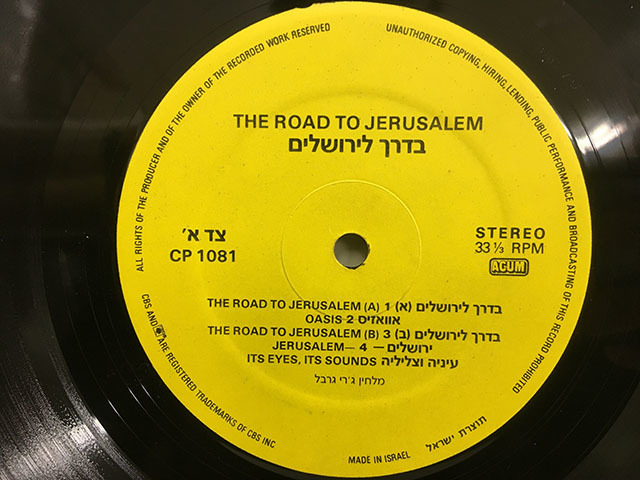 ALL RIGHTS OF THE PRODUCER AND OF THE OWNER OF THE RECORDED WORK RESERVED
UNAUTHORIZED COPYING, HIRING, LENDING, PUBLIC PERFORMANCE AND BROADCASTING OF THIS RECORD PROHIBITED
THE ROAD TO JERUSALEM
בדרך לירושלים
צד א׳
CP 1081
STEREO
33 ⅓ RPM
ACUM
THE ROAD TO JERUSALEM (A) 1 בדרך לירושלים (א)
OASIS 2 אוואזיס
THE ROAD TO JERUSALEM (B) 3 בדרך לירושלים (ב)
JERUSALEM— 4 ירושלים —
ITS EYES, ITS SOUNDS עיניה וצליליה
מלחין ג׳רי גרבל
CBS AND ARE REGISTERED TRADEMARKS OF CBS INC
MADE IN ISRAEL
תוצרת ישראל